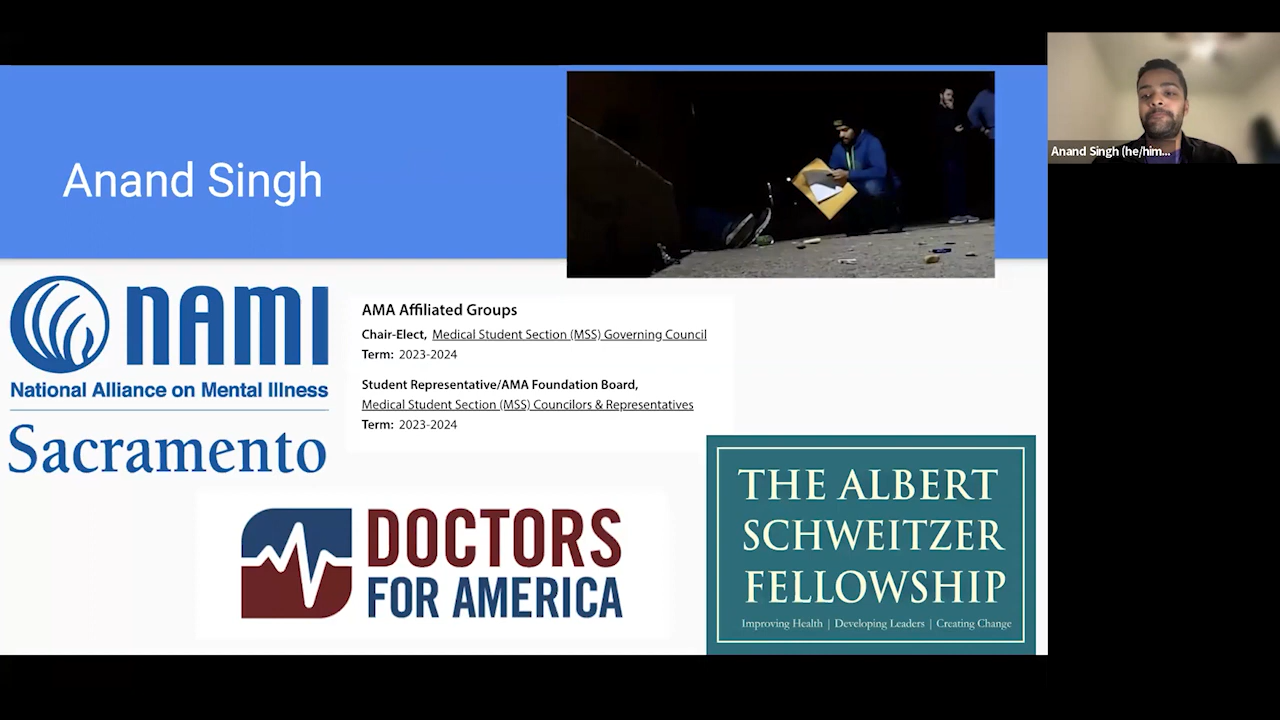 Anand Singh
Anand Singh (he/him...
NAMI
National Alliance on Mental Illness
Sacramento
AMA Affiliated Groups
Chair-Elect, Medical Student Section (MSS) Governing Council
Term: 2023-2024
Student Representative/AMA Foundation Board,
Medical Student Section (MSS) Councilors & Representatives
Term: 2023-2024
DOCTORS
FOR AMERICA
THE ALBERT
SCHWEITZER
FELLOWSHIP
Improving Health | Developing Leaders | Creating Change